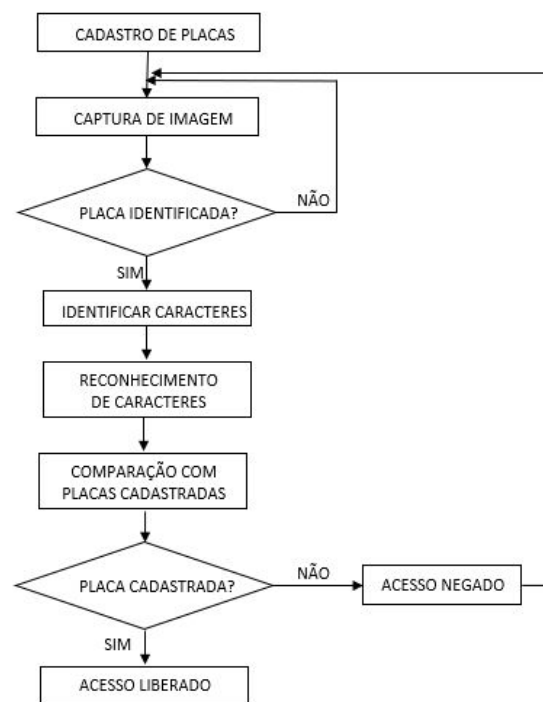 CADASTRO DE PLACAS
CAPTURA DE IMAGEM
PLACA IDENTIFICADA?
NÃO
SIM
IDENTIFICAR CARACTERES
RECONHECIMENTO
DE CARACTERES
COMPARAÇÃO COM
PLACAS CADASTRADAS
PLACA CADASTRADA?
NÃO
ACESSO NEGADO
SIM
ACESSO LIBERADO